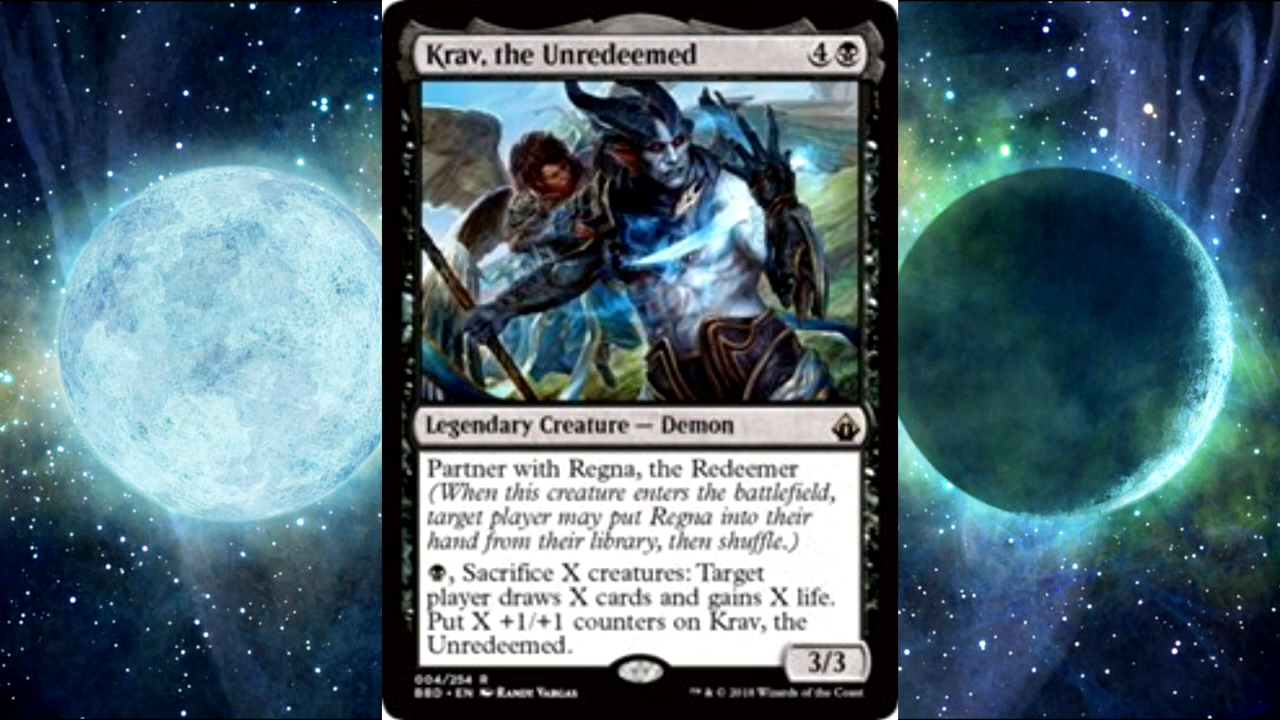 Krav, the Unredeemed 4
Legendary Creature — Demon
Partner with Regna, the Redeemer
(When this creature enters the battlefield,
target player may put Regna into their
hand from their library, then shuffle.)
, Sacrifice X creatures: Target
player draws X cards and gains X life.
Put X +1/+1 counters on Krav, the
Unredeemed.
3/3
004/254 R
BBD • EN Randy Vargas
™ & © 2018 Wizards of the Coast